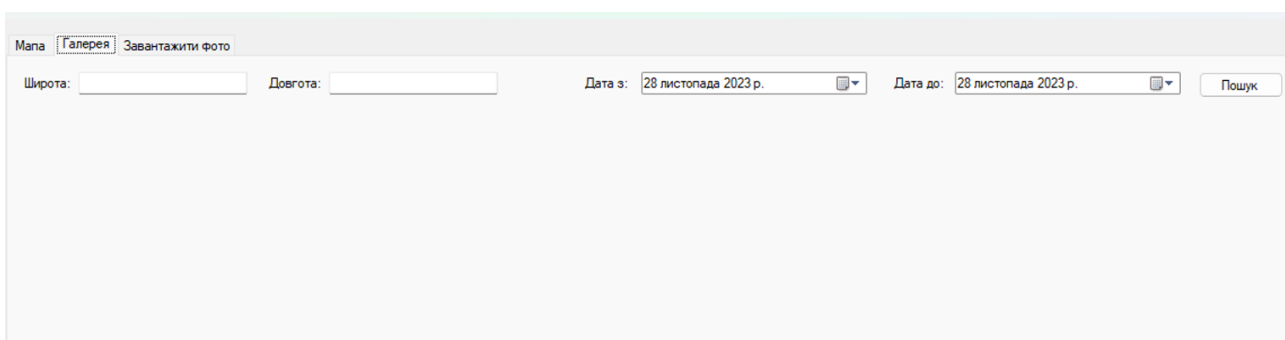 Мапа Галерея Завантажити фото
Широта: Довгота: Дата з: 28 листопада 2023 р. Дата до: 28 листопада 2023 р. Пошук